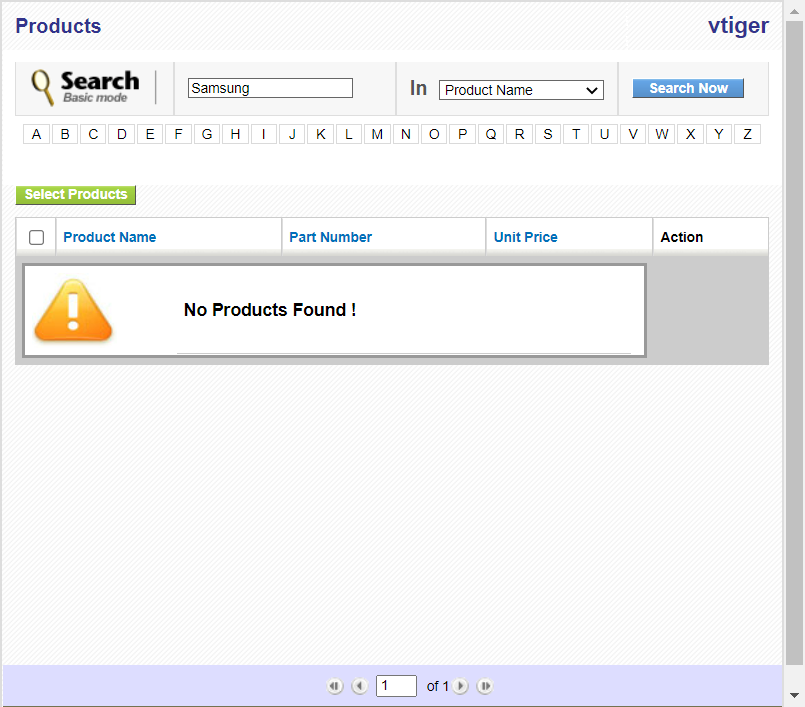 Products
vtiger
Search
Basic mode
Samsung
In
Product Name
Search Now
A B C D E F G H I J K L M N O P Q R S T U V W X Y Z
Select Products
Product Name
Part Number
Unit Price
Action
No Products Found !
1 of 1